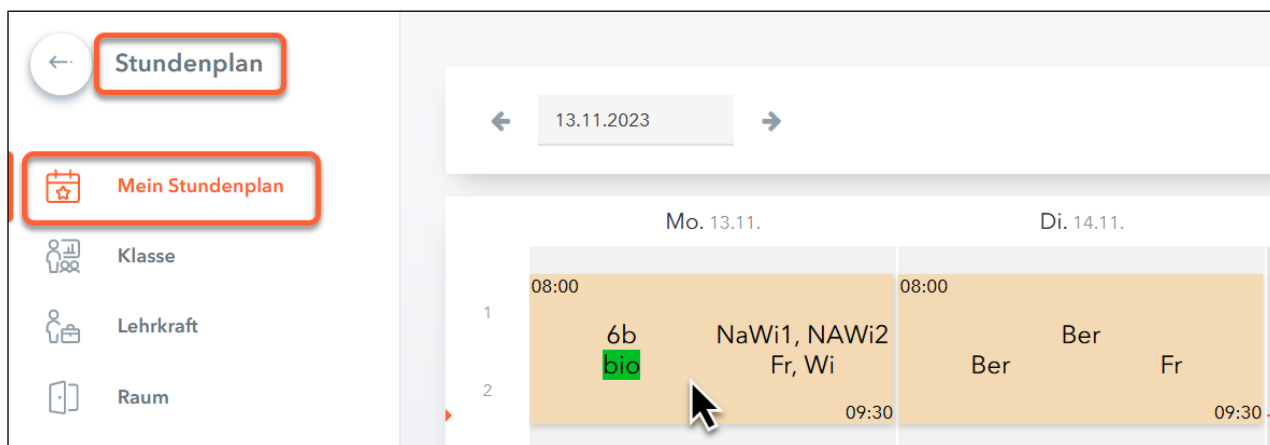 Stundenplan
Mein Stundenplan
Klasse
Lehrkraft
Raum
13.11.2023
Mo. 13.11.
Di. 14.11.
1
2
08:00
6b NaWi1, NAWi2
bio Fr, Wi
09:30
08:00
Ber
Ber Fr
09:30